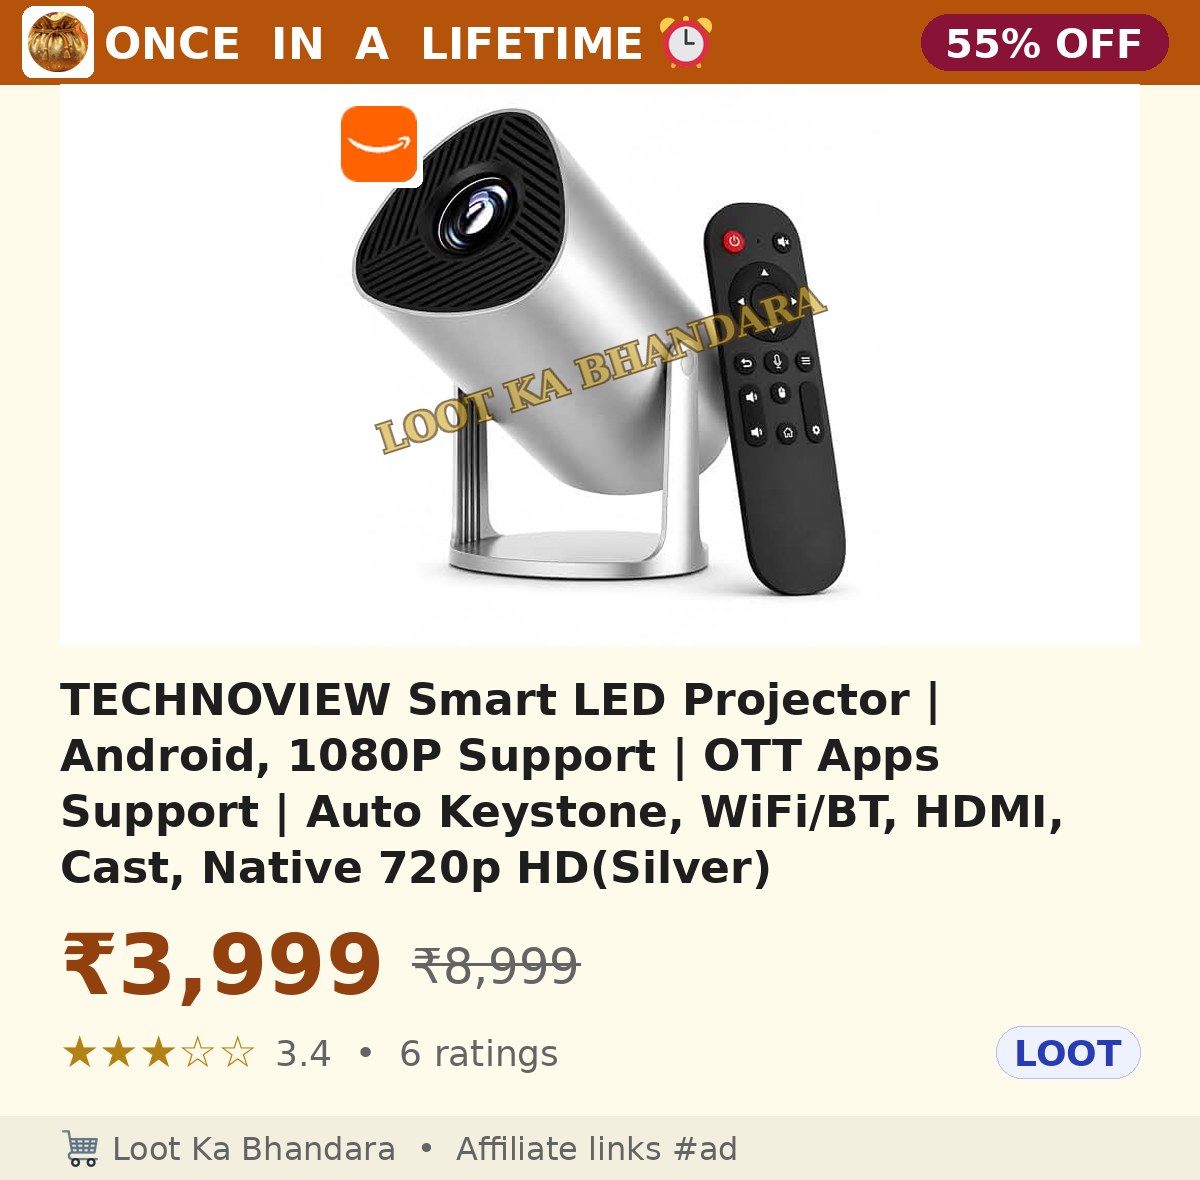 ONCE IN A LIFETIME
55% OFF
LOOT KA BHANDARA
TECHNOVIEW Smart LED Projector |
Android, 1080P Support | OTT Apps
Support | Auto Keystone, WiFi/BT, HDMI,
Cast, Native 720p HD(Silver)
₹3,999 ₹8,999
★★★☆☆ 3.4 • 6 ratings
LOOT
Loot Ka Bhandara • Affiliate links #ad